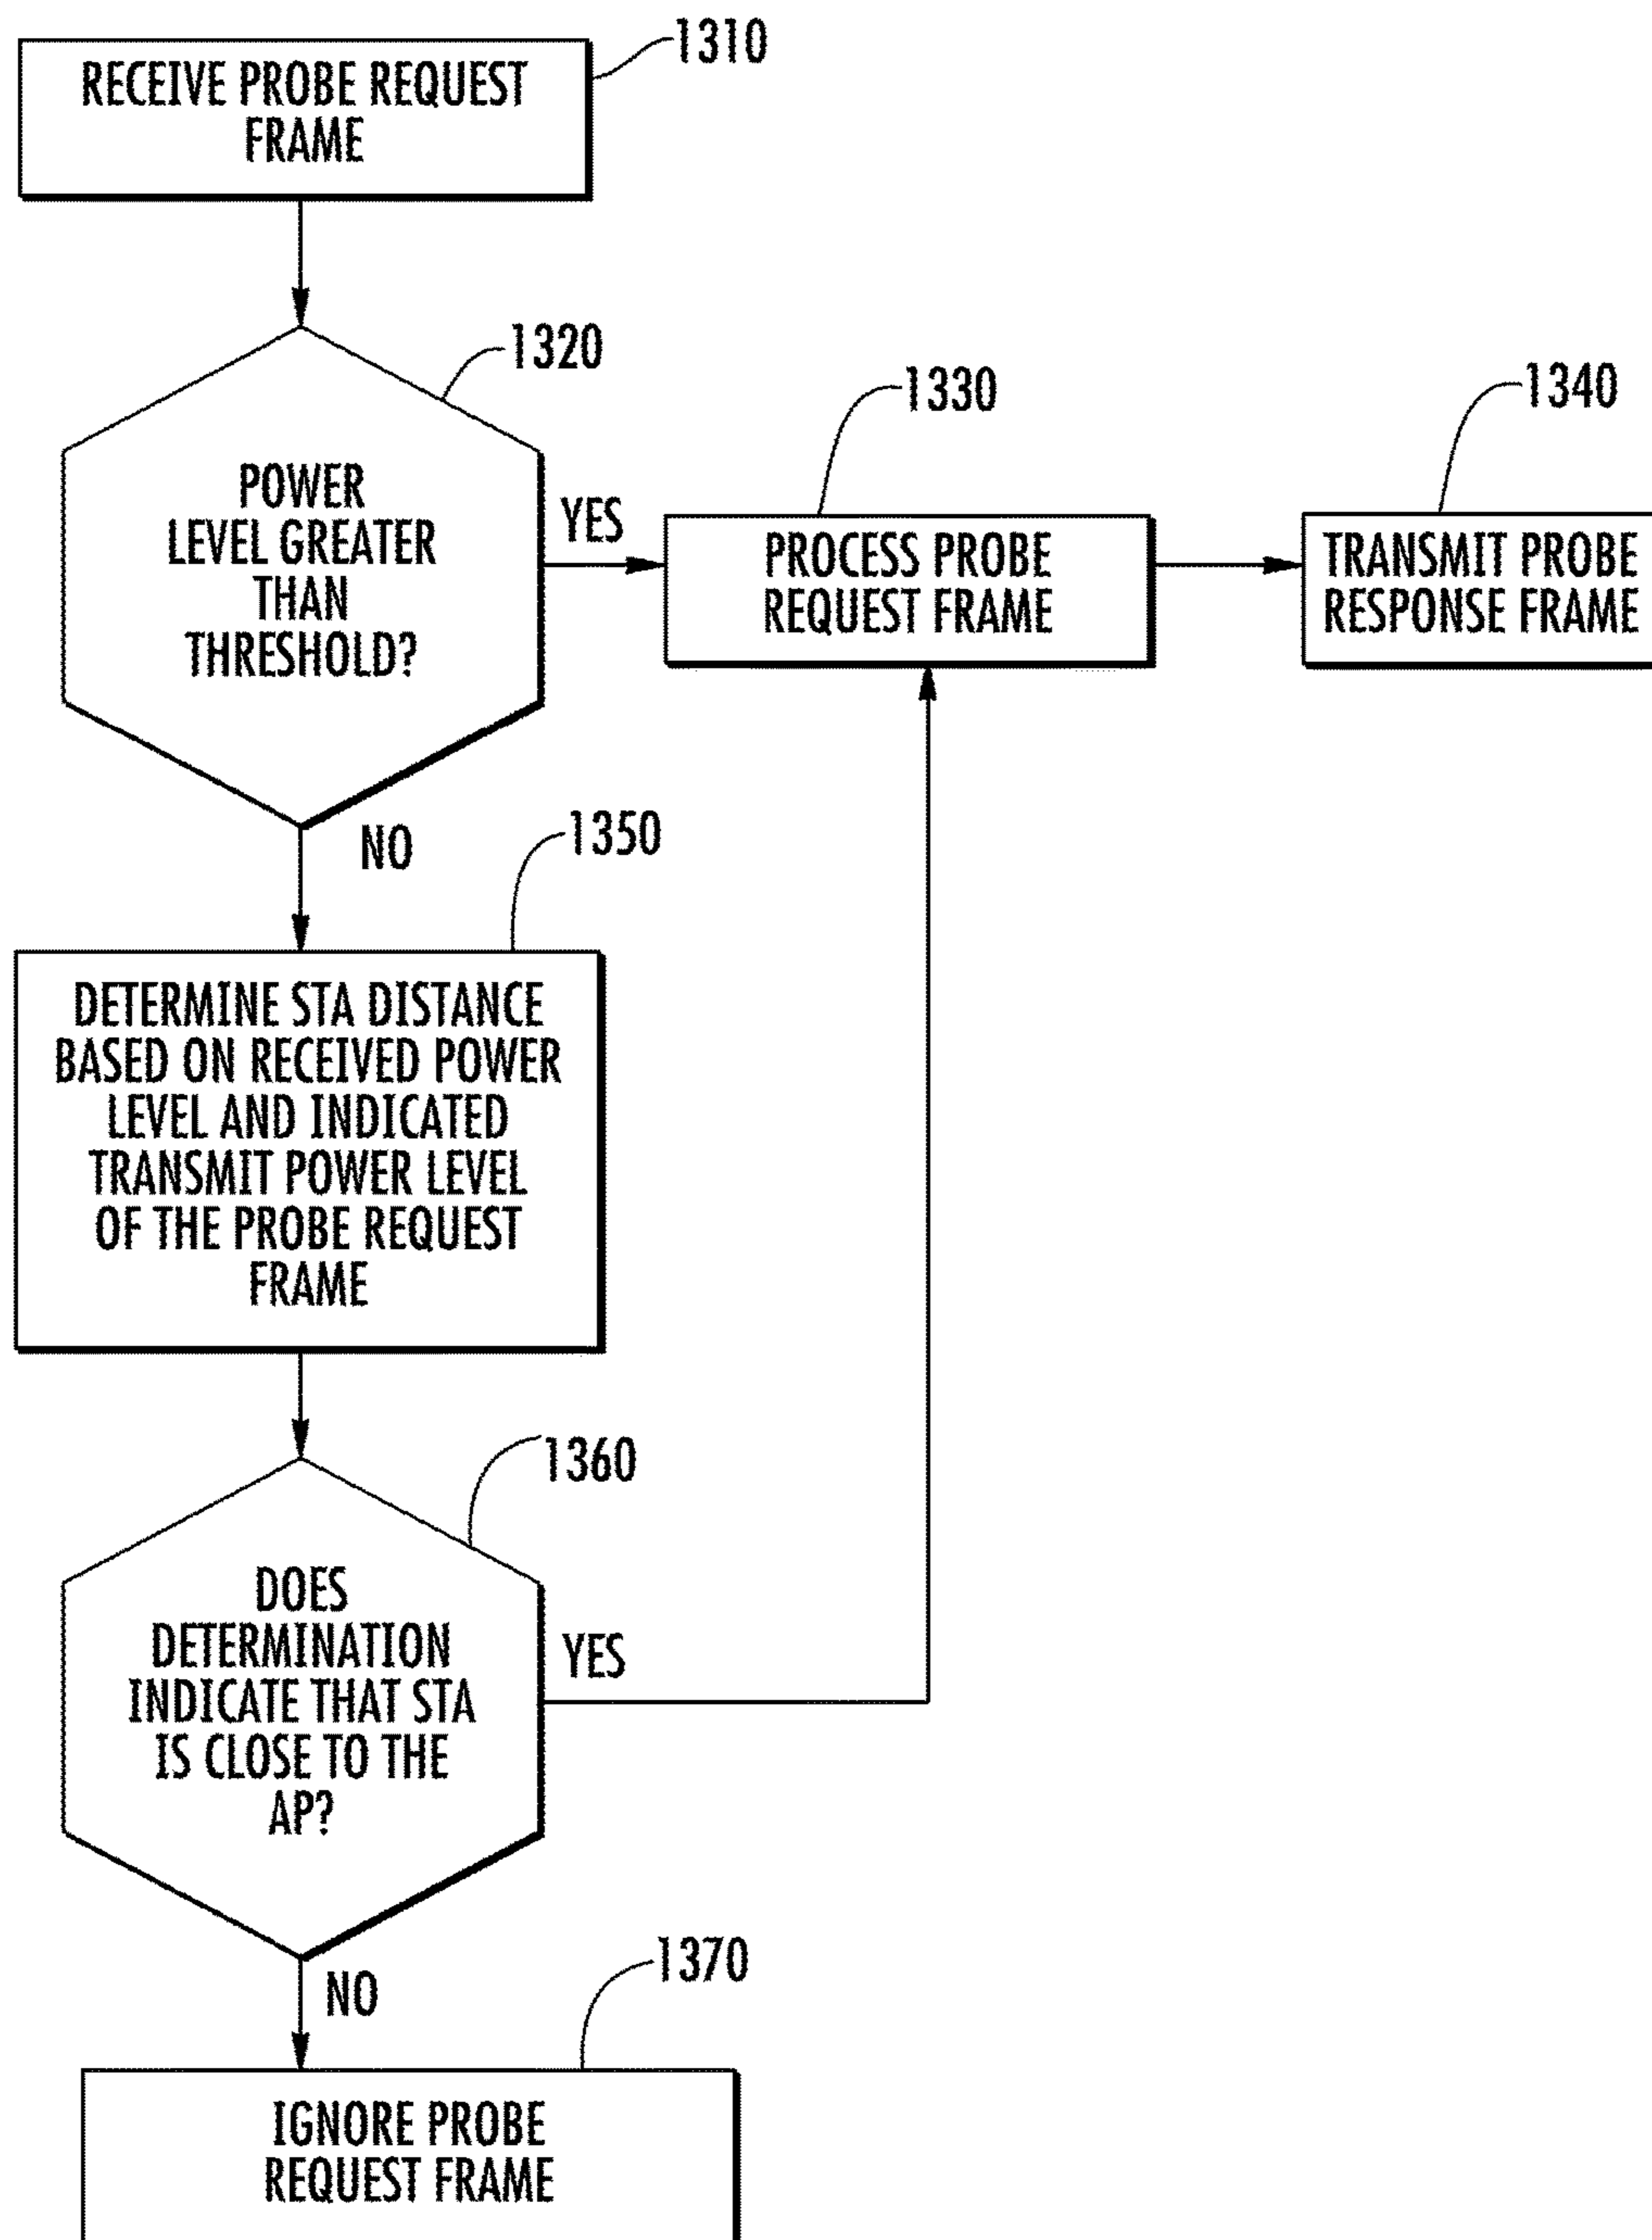 1310
RECEIVE PROBE REQUEST
FRAME
1320
POWER
LEVEL GREATER
THAN
THRESHOLD?
YES
1330
PROCESS PROBE
REQUEST FRAME
1340
TRANSMIT PROBE
RESPONSE FRAME
NO
1350
DETERMINE STA DISTANCE
BASED ON RECEIVED POWER
LEVEL AND INDICATED
TRANSMIT POWER LEVEL
OF THE PROBE REQUEST
FRAME
1360
DOES
DETERMINATION
INDICATE THAT STA
IS CLOSE TO THE
AP?
YES
NO
1370
IGNORE PROBE
REQUEST FRAME